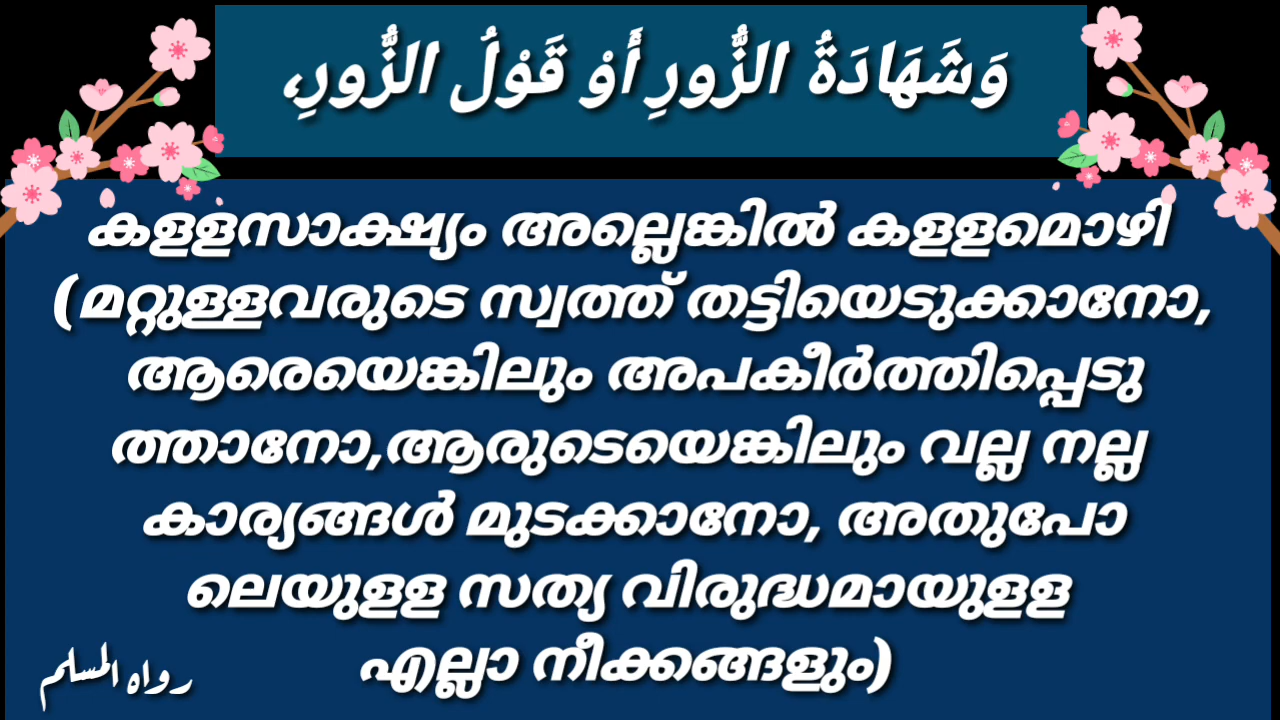 وَشَهَادَةُ الزُّورِ أَوْ قَوْلُ الزُّورِ،
കളളസാക്ഷ്യം അല്ലെങ്കിൽ കളളമൊഴി
(മറ്റുള്ളവരുടെ സ്വത്ത് തട്ടിയെടുക്കാനോ,
ആരെയെങ്കിലും അപകീർത്തിപ്പെടു
ത്താനോ,ആരുടെയെങ്കിലും വല്ല നല്ല
കാര്യങ്ങൾ മുടക്കാനോ, അതുപോ
ലെയുളള സത്യ വിരുദ്ധമായുളള
എല്ലാ നീക്കങ്ങളും)
رواه المسلم